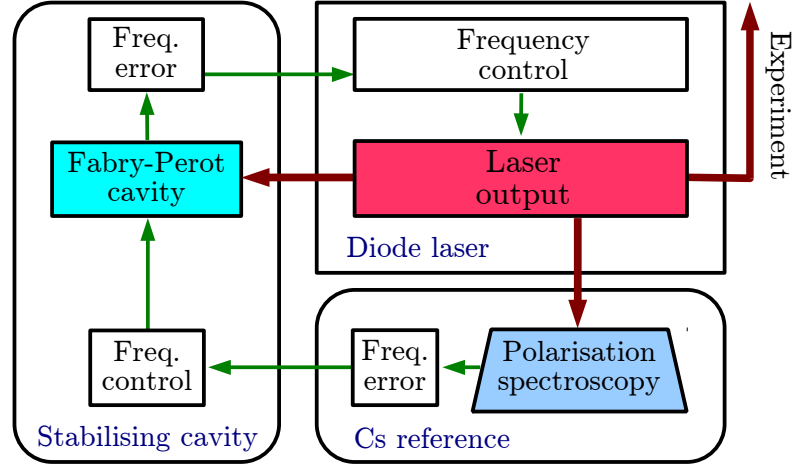 Freq.
error
Frequency
control
Experiment
Fabry-Perot
cavity
Laser
output
Diode laser
Freq.
control
Freq.
error
Polarisation
spectroscopy
Stabilising cavity
Cs reference